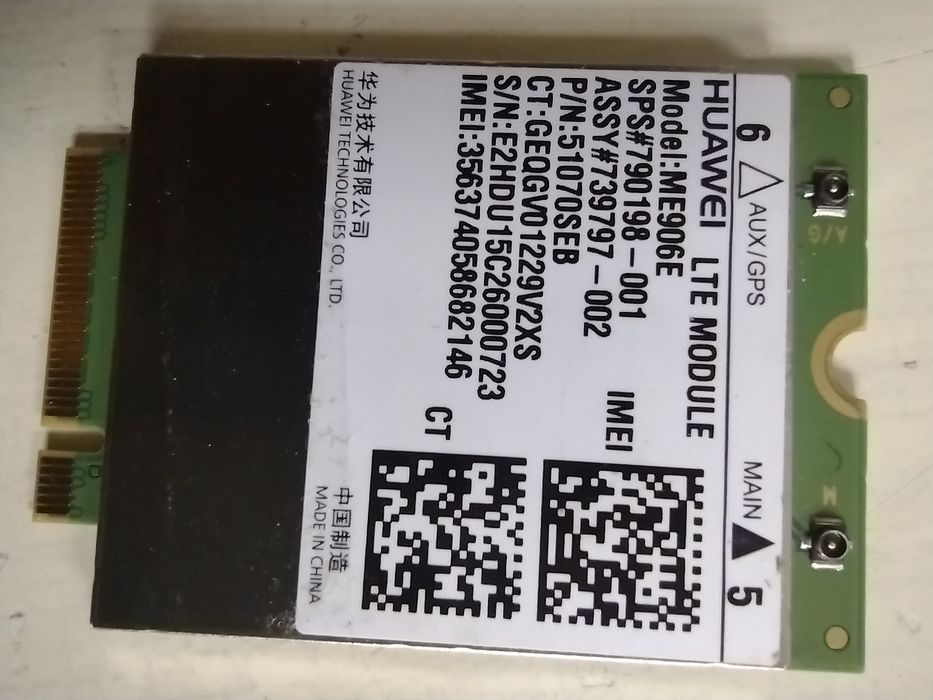 6 AUX/GPS MAIN 5
HUAWEI LTE MODULE
Model:ME906E
SPS#790198-001
ASSY#739797-002
IMEI
P/N:51070SEB
CT:GEQGV01229V2XS
S/N:E2HDU15C26000723
IMEI:356374058682146
CT
华为技术有限公司
HUAWEI TECHNOLOGIES CO., LTD.
中国制造
MADE IN CHINA
A/G
M